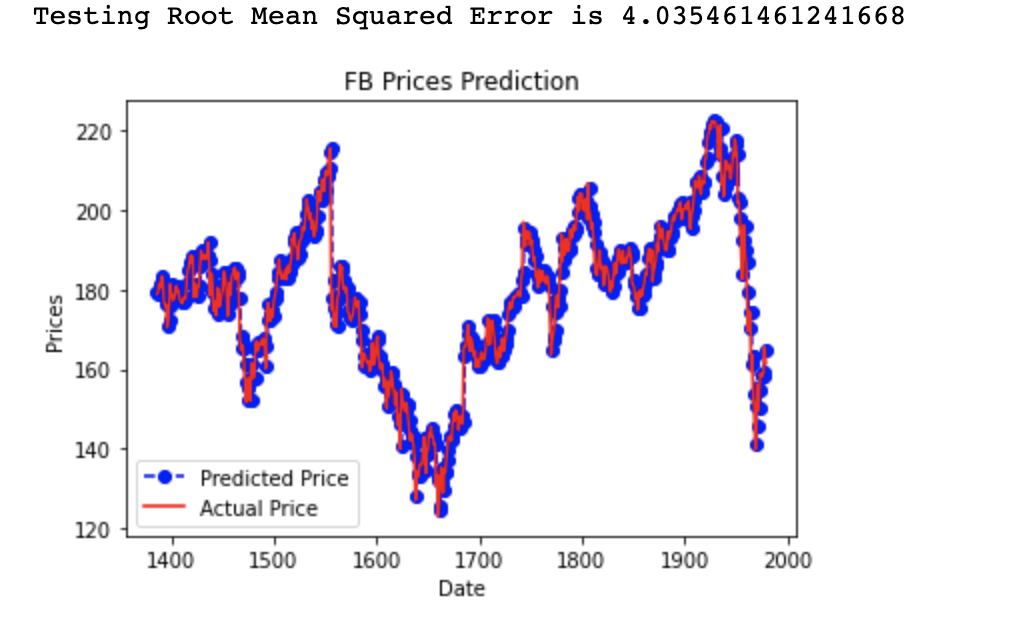 Testing Root Mean Squared Error is 4.035461461241668
FB Prices Prediction
220
200
180
160
140
120
Prices
Predicted Price
Actual Price
1400 1500 1600 1700 1800 1900 2000
Date